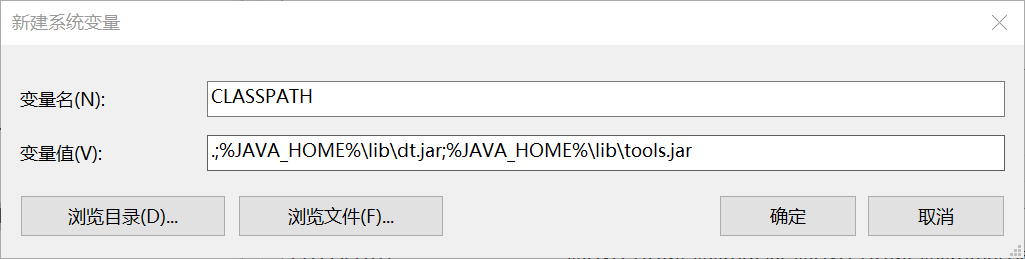 新建系统变量
变量名(N): CLASSPATH
变量值(V): .;%JAVA_HOME%\lib\dt.jar;%JAVA_HOME%\lib\tools.jar
浏览目录(D)... 浏览文件(F)... 确定 取消